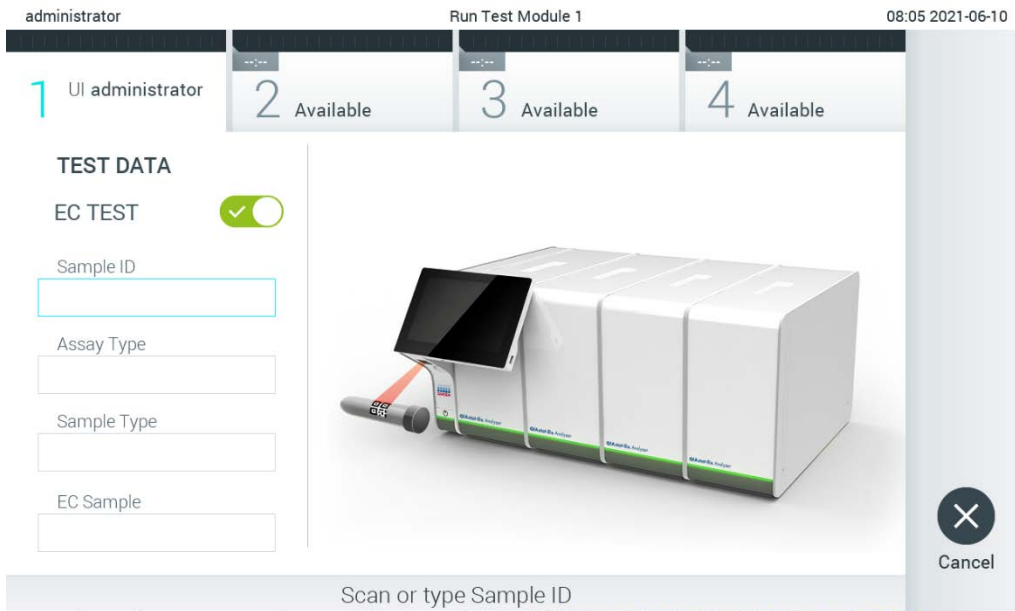 administrator
Run Test Module 1
08:05 2021-06-10
1 UI administrator
--:--
2 Available
--:--
3 Available
--:--
4 Available
TEST DATA
EC TEST
Sample ID
Assay Type
Sample Type
EC Sample
Cancel
Scan or type Sample ID